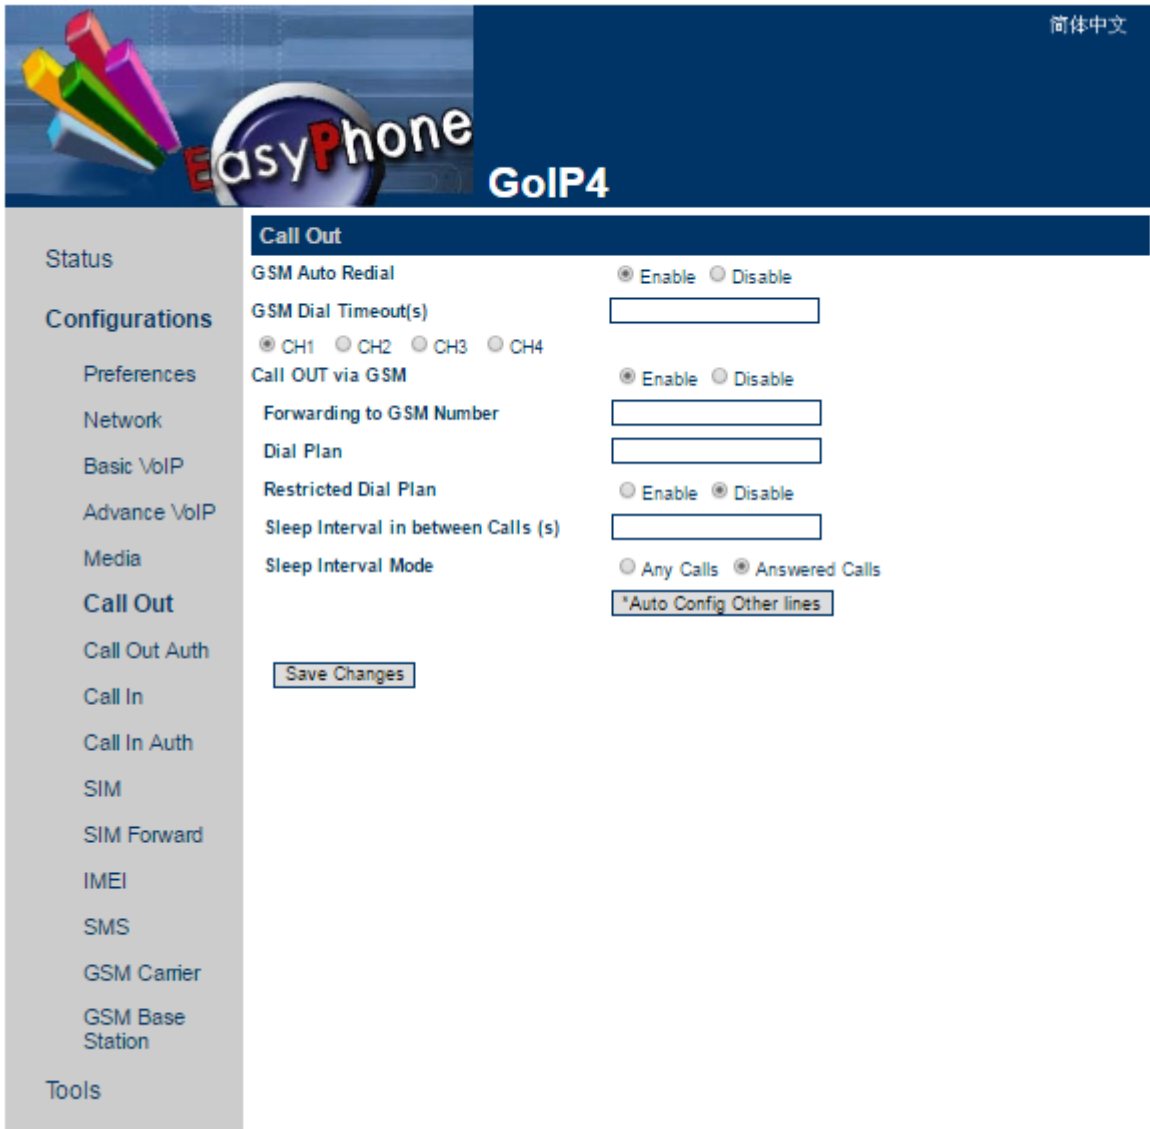 简体中文
EasyPhone
GoIP4
Status
Configurations
Preferences
Network
Basic VoIP
Advance VoIP
Media
Call Out
Call Out Auth
Call In
Call In Auth
SIM
SIM Forward
IMEI
SMS
GSM Carrier
GSM Base
Station
Tools
Call Out
GSM Auto Redial Enable Disable
GSM Dial Timeout(s)
CH1 CH2 CH3 CH4
Call OUT via GSM Enable Disable
Forwarding to GSM Number
Dial Plan
Restricted Dial Plan Enable Disable
Sleep Interval in between Calls (s)
Sleep Interval Mode Any Calls Answered Calls
*Auto Config Other lines
Save Changes